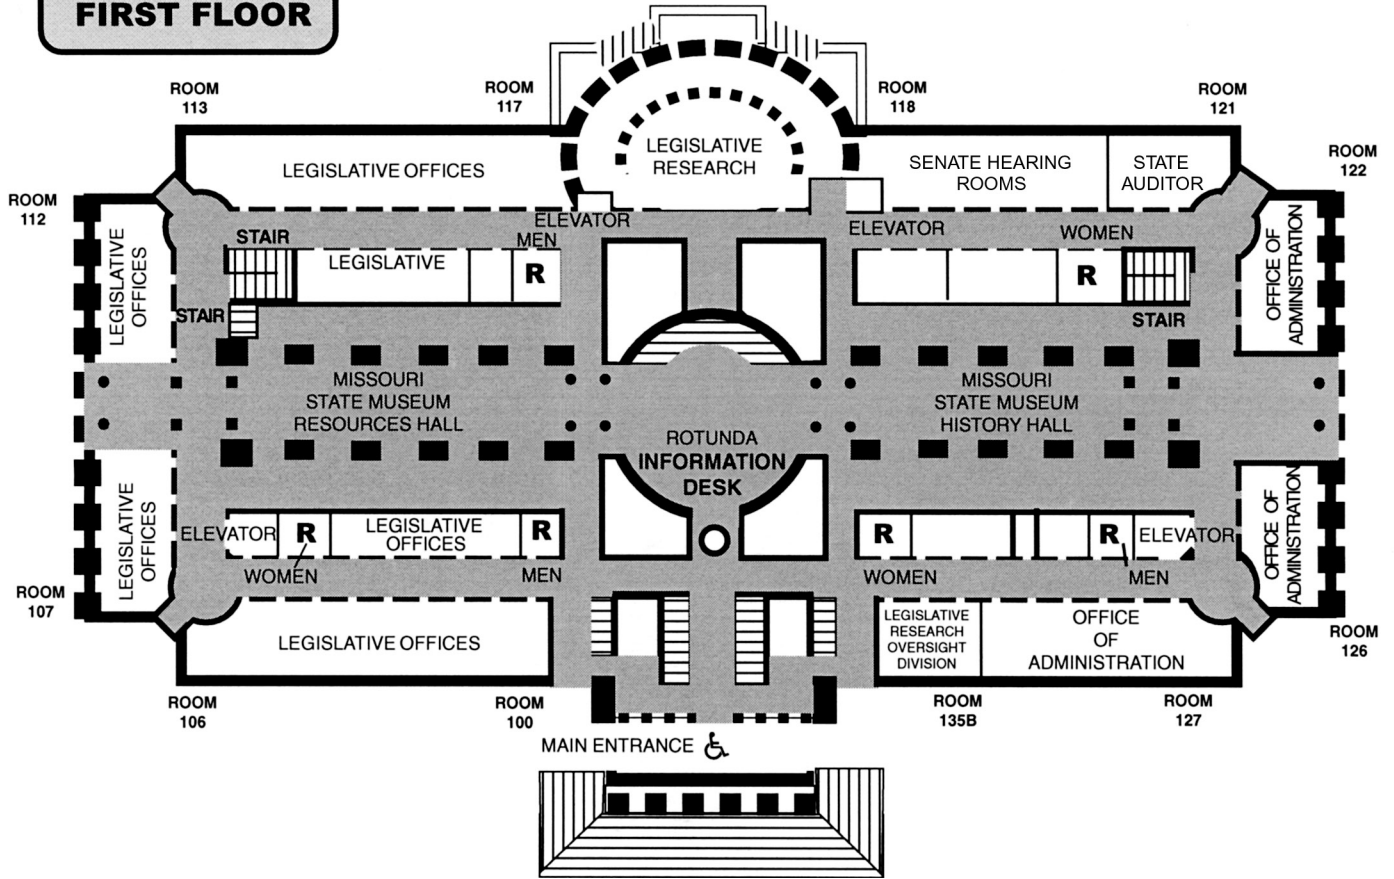 FIRST FLOOR
ROOM
113
ROOM
117
ROOM
118
ROOM
121
ROOM
122
ROOM
112
LEGISLATIVE OFFICES
LEGISLATIVE
RESEARCH
SENATE HEARING
ROOMS
STATE
AUDITOR
ELEVATOR
ELEVATOR
STAIR
MEN
WOMEN
LEGISLATIVE
OFFICES
LEGISLATIVE
R
R
OFFICE OF
ADMINISTRATION
STAIR
STAIR
MISSOURI
STATE MUSEUM
RESOURCES HALL
MISSOURI
STATE MUSEUM
HISTORY HALL
ROTUNDA
INFORMATION
DESK
LEGISLATIVE
OFFICES
ELEVATOR
R
LEGISLATIVE
OFFICES
R
R
R
ELEVATOR
OFFICE OF
ADMINISTRATION
WOMEN
MEN
WOMEN
MEN
ROOM
107
LEGISLATIVE OFFICES
LEGISLATIVE
RESEARCH
OVERSIGHT
DIVISION
OFFICE
OF
ADMINISTRATION
ROOM
126
ROOM
106
ROOM
100
ROOM
135B
ROOM
127
MAIN ENTRANCE